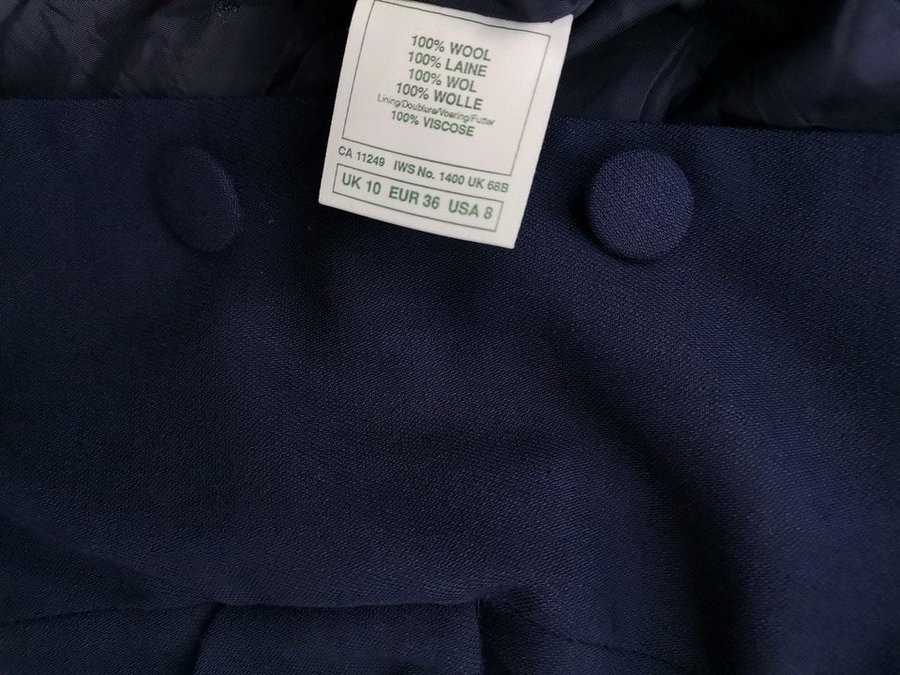 100% WOOL
100% LAINE
100% WOL
100% WOLLE
Lining/Doublure/Voering/Futter
100% VISCOSE
CA 11249 IWS No. 1400 UK 68B
UK 10 EUR 36 USA 8